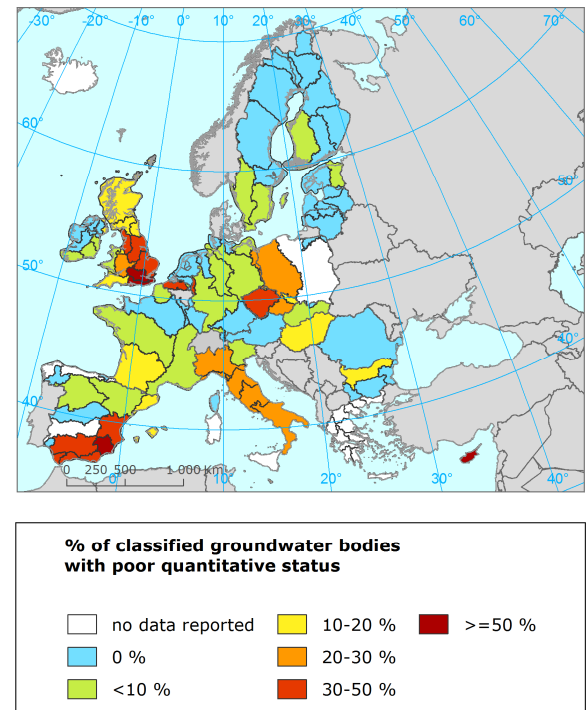 -30° -20° -10° 0° 10° 20° 30° 40° 50° 60° 70°
60°
50°
50°
40°
40°
0 250 500 1 000 km
0° 10° 20° 30° 40°
% of classified groundwater bodies
with poor quantitative status
no data reported 10-20 % >=50 %
0 % 20-30 %
<10 % 30-50 %